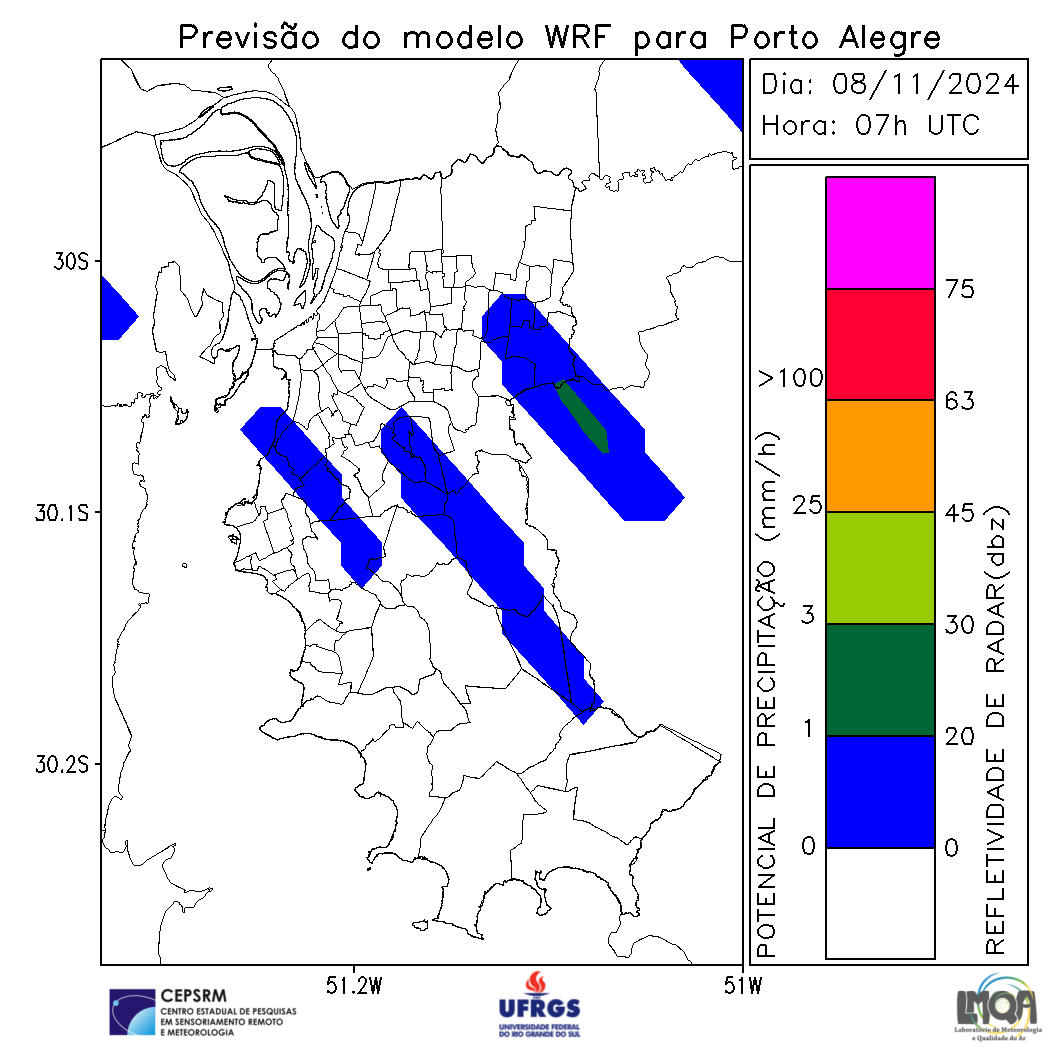 Previsão do modelo WRF para Porto Alegre
Dia: 08/11/2024
Hora: 07h UTC
30S
30.1S
30.2S
51.2W
51W
POTENCIAL DE PRECIPITAÇÃO (mm/h)
>100
25
3
1
0
75
63
45
30
20
0
REFLETIVIDADE DE RADAR(dbz)
CEPSRM
CENTRO ESTADUAL DE PESQUISAS
EM SENSORIAMENTO REMOTO
E METEOROLOGIA
UFRGS
UNIVERSIDADE FEDERAL
DO RIO GRANDE DO SUL
LMQA
Laboratório de Meteorologia
e Qualidade do Ar